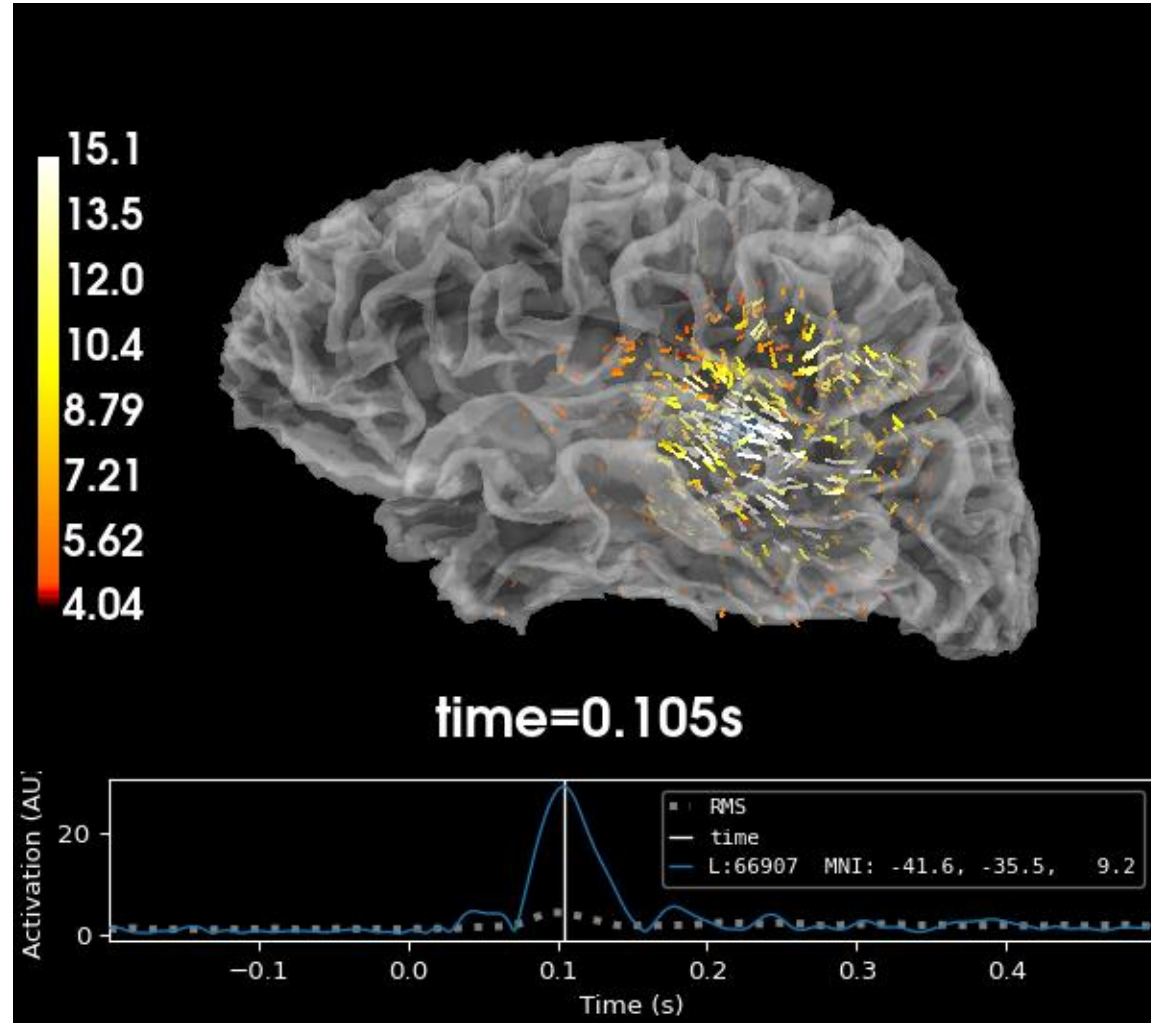 15.1
13.5
12.0
10.4
8.79
7.21
5.62
4.04
time=0.105s
Activation (AU)
20
0
RMS
time
L:66907  MNI: -41.6, -35.5,   9.2
−0.1
0.0
0.1
0.2
0.3
0.4
Time (s)